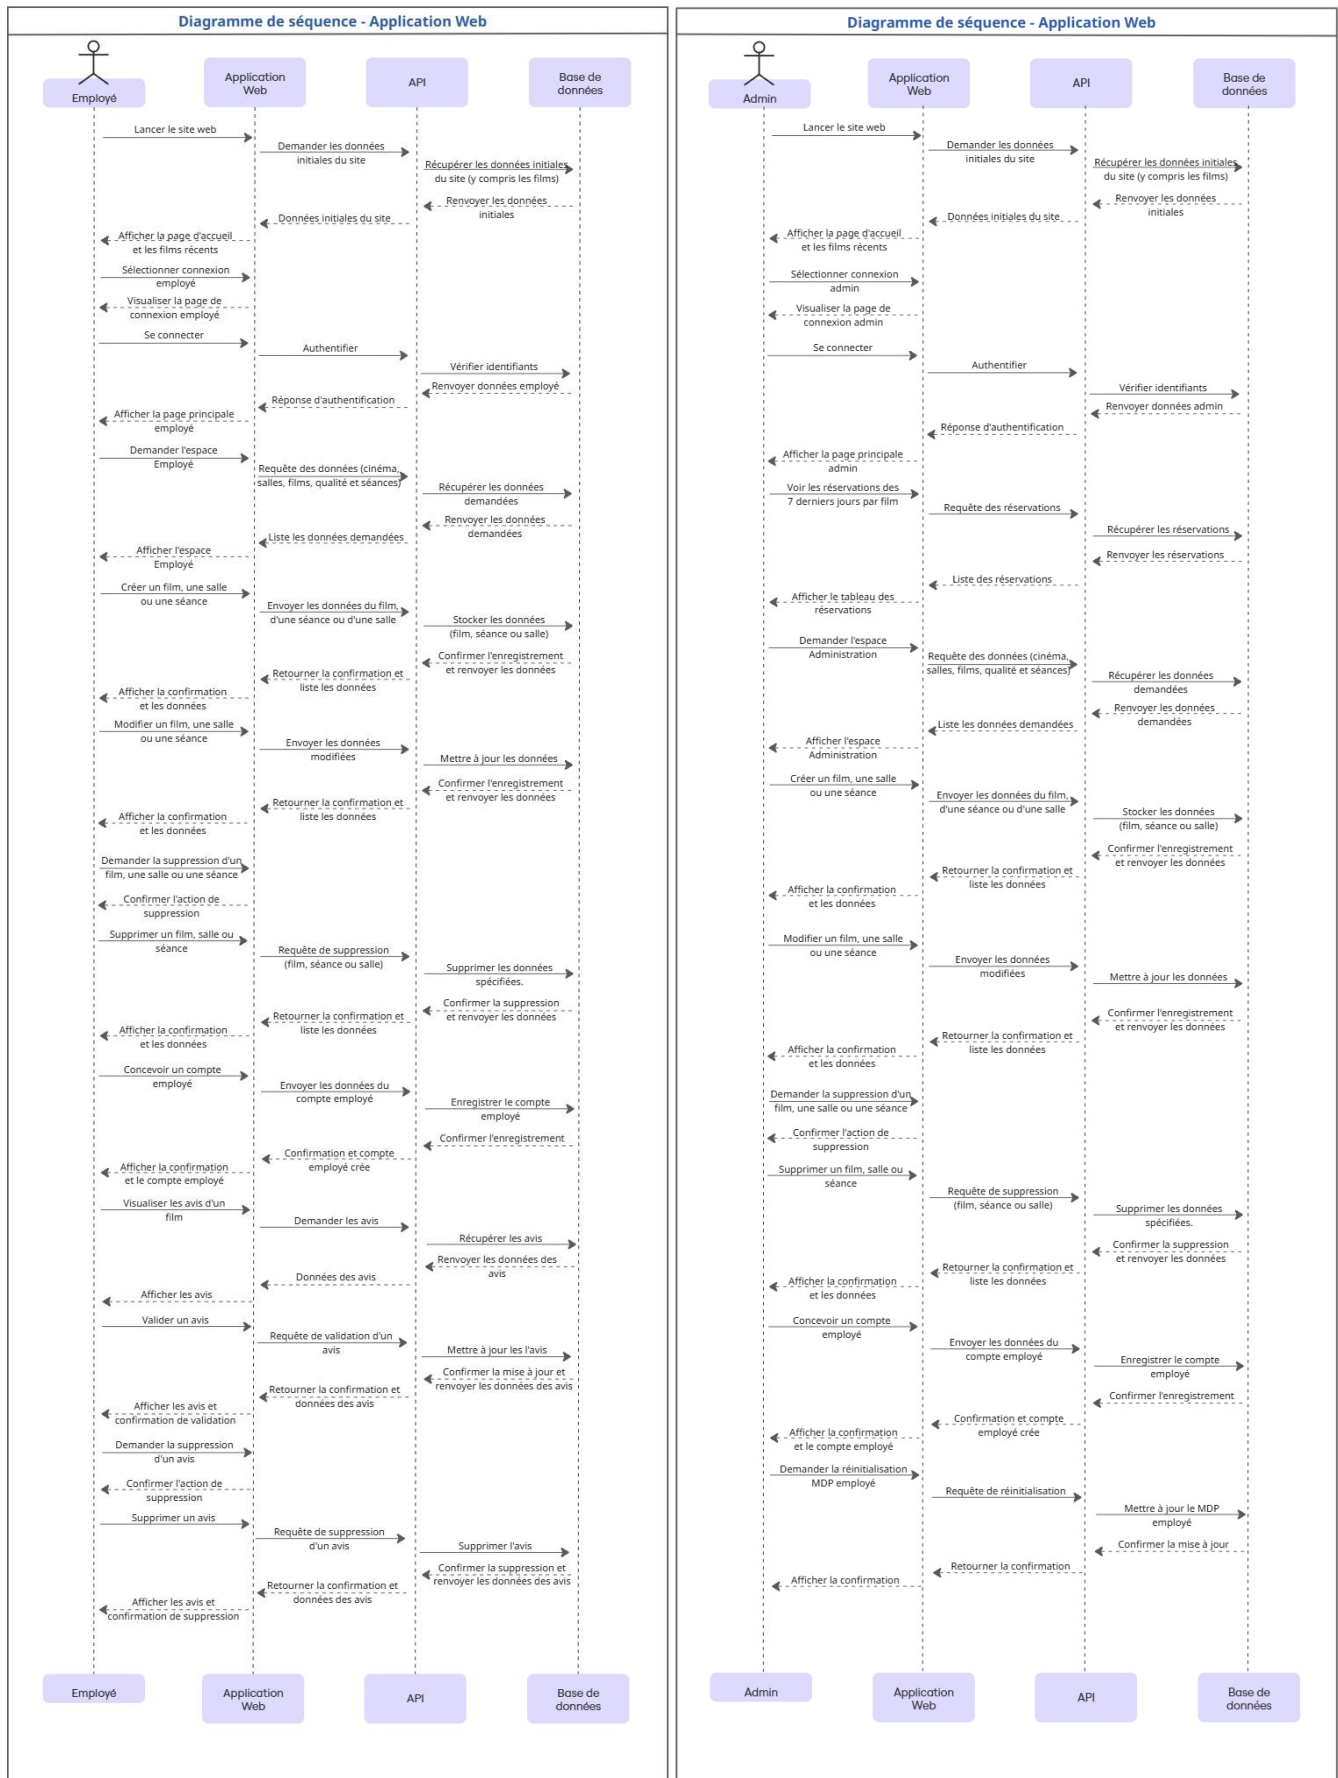 Diagramme de séquence - Application Web
Employé
Application
Web
API
Base de
données
Lancer le site web
Demander les données
initiales du site
Récupérer les données initiales
du site (y compris les films)
Renvoyer les données
initiales
Données initiales du site
Afficher la page d'accueil
et les films récents
Sélectionner connexion
employé
Visualiser la page de
connexion employé
Se connecter
Authentifier
Vérifier identifiants
Renvoyer données employé
Réponse d'authentification
Afficher la page principale
employé
Demander l'espace
Employé
Requête des données (cinéma,
salles, films, qualité et séances)
Récupérer les données
demandées
Renvoyer les données
demandées
Liste les données demandées
Afficher l'espace
Employé
Créer un film, une salle
ou une séance
Envoyer les données du film,
d'une séance ou d'une salle
Stocker les données
(film, séance ou salle)
Confirmer l'enregistrement
et renvoyer les données
Retourner la confirmation et
liste les données
Afficher la confirmation
et les données
Modifier un film, une salle
ou une séance
Envoyer les données
modifiées
Mettre à jour les données
Confirmer l'enregistrement
et renvoyer les données
Retourner la confirmation et
liste les données
Afficher la confirmation
et les données
Demander la suppression d'un
film, une salle ou une séance
Confirmer l'action de
suppression
Supprimer un film, salle ou
séance
Requête de suppression
(film, séance ou salle)
Supprimer les données
spécifiées.
Confirmer la suppression
et renvoyer les données
Retourner la confirmation et
liste les données
Afficher la confirmation
et les données
Concevoir un compte
employé
Envoyer les données du
compte employé
Enregistrer le compte
employé
Confirmer l'enregistrement
Confirmation et compte
employé crée
Afficher la confirmation
et le compte employé
Visualiser les avis d'un
film
Demander les avis
Récupérer les avis
Renvoyer les données des
avis
Données des avis
Afficher les avis
Valider un avis
Requête de validation d'un
avis
Mettre à jour les l'avis
Confirmer la mise à jour et
renvoyer les données des avis
Retourner la confirmation et
données des avis
Afficher les avis et
confirmation de validation
Demander la suppression
d'un avis
Confirmer l'action de
suppression
Supprimer un avis
Requête de suppression
d'un avis
Supprimer l'avis
Confirmer la suppression et
renvoyer les données des avis
Retourner la confirmation et
données des avis
Afficher les avis et
confirmation de suppression
Employé
Application
Web
API
Base de
données
Diagramme de séquence - Application Web
Admin
Application
Web
API
Base de
données
Lancer le site web
Demander les données
initiales du site
Récupérer les données initiales
du site (y compris les films)
Renvoyer les données
initiales
Données initiales du site
Afficher la page d'accueil
et les films récents
Sélectionner connexion
admin
Visualiser la page de
connexion admin
Se connecter
Authentifier
Vérifier identifiants
Renvoyer données admin
Réponse d'authentification
Afficher la page principale
admin
Voir les réservations des
7 derniers jours par film
Requête des réservations
Récupérer les réservations
Renvoyer les réservations
Liste des réservations
Afficher le tableau des
réservations
Demander l'espace
Administration
Requête des données (cinéma,
salles, films, qualité et séances)
Récupérer les données
demandées
Renvoyer les données
demandées
Liste les données demandées
Afficher l'espace
Administration
Créer un film, une salle
ou une séance
Envoyer les données du film,
d'une séance ou d'une salle
Stocker les données
(film, séance ou salle)
Confirmer l'enregistrement
et renvoyer les données
Retourner la confirmation et
liste les données
Afficher la confirmation
et les données
Modifier un film, une salle
ou une séance
Envoyer les données
modifiées
Mettre à jour les données
Confirmer l'enregistrement
et renvoyer les données
Retourner la confirmation et
liste les données
Afficher la confirmation
et les données
Demander la suppression d'un
film, une salle ou une séance
Confirmer l'action de
suppression
Supprimer un film, salle ou
séance
Requête de suppression
(film, séance ou salle)
Supprimer les données
spécifiées.
Confirmer la suppression
et renvoyer les données
Retourner la confirmation et
liste les données
Afficher la confirmation
et les données
Concevoir un compte
employé
Envoyer les données du
compte employé
Enregistrer le compte
employé
Confirmer l'enregistrement
Confirmation et compte
employé crée
Afficher la confirmation
et le compte employé
Demander la réinitialisation
MDP employé
Requête de réinitialisation
Mettre à jour le MDP
employé
Confirmer la mise à jour
Retourner la confirmation
Afficher la confirmation
Admin
Application
Web
API
Base de
données